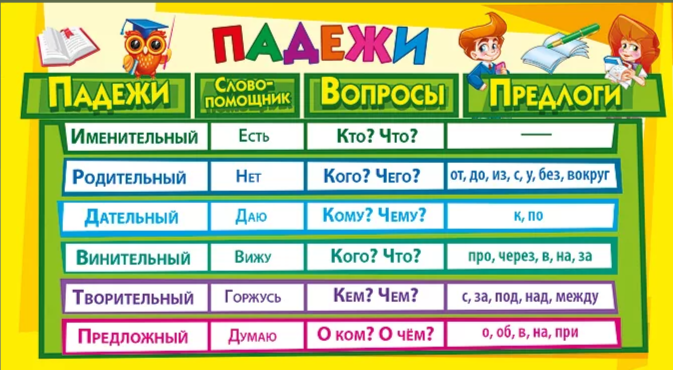 ПАДЕЖИ
ПАДЕЖИ СЛОВО-ПОМОЩНИК ВОПРОСЫ ПРЕДЛОГИ
ИМЕНИТЕЛЬНЫЙ ЕСТЬ КТО? ЧТО? —
РОДИТЕЛЬНЫЙ НЕТ КОГО? ЧЕГО? от, до, из, с, у, без, вокруг
ДАТЕЛЬНЫЙ ДАЮ КОМУ? ЧЕМУ? к, по
ВИНИТЕЛЬНЫЙ ВИЖУ КОГО? ЧТО? про, через, в, на, за
ТВОРИТЕЛЬНЫЙ ГОРЖУСЬ КЕМ? ЧЕМ? с, за, под, над, между
ПРЕДЛОЖНЫЙ ДУМАЮ О КОМ? О ЧЁМ? о, об, в, на, при